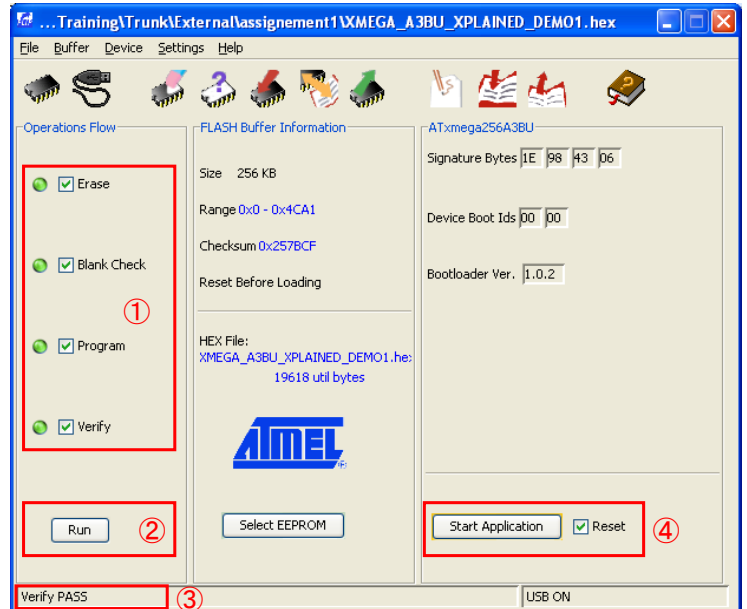 ...Training\Trunk\External\assignement1\XMEGA_A3BU_XPLAINED_DEMO1.hex
File Buffer Device Settings Help
Operations Flow
Erase
Blank Check
①
Program
Verify
Run
②
FLASH Buffer Information
Size 256 KB
Range 0x0 - 0x4CA1
Checksum 0x257BCF
Reset Before Loading
HEX File:
XMEGA_A3BU_XPLAINED_DEMO1.he
19618 util bytes
ATMEL
®
Select EEPROM
ATxmega256A3BU
Signature Bytes 1E 98 43 06
Device Boot Ids 00 00
Bootloader Ver. 1.0.2
Start Application Reset
④
Verify PASS
③
USB ON